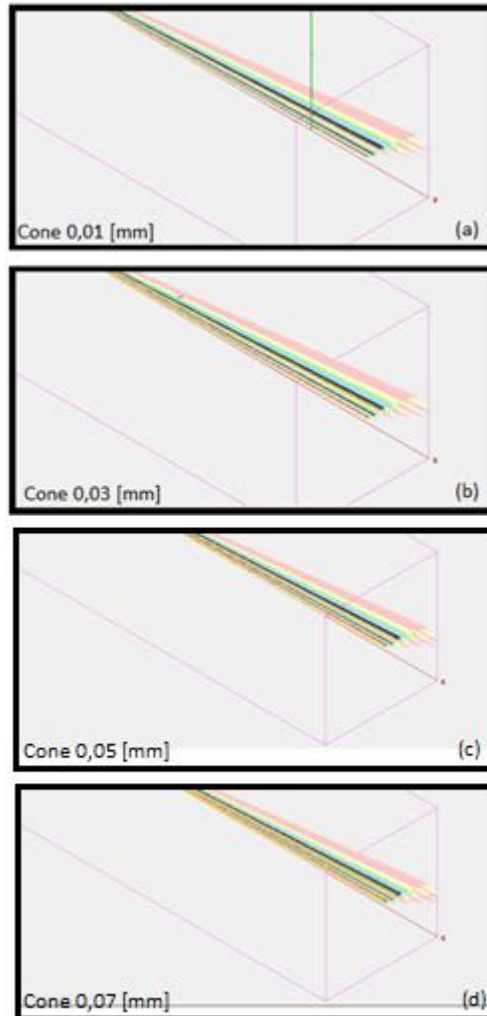 Cone 0,01 [mm]
(a)
Cone 0,03 [mm]
(b)
Cone 0,05 [mm]
(c)
Cone 0,07 [mm]
(d)